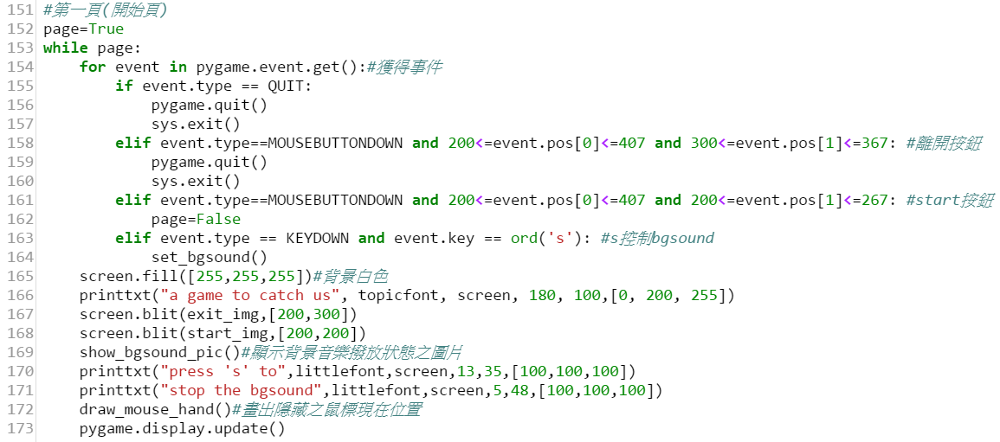 151 #第一頁(開始頁)
152 page=True
153 while page:
154     for event in pygame.event.get():#獲得事件
155         if event.type == QUIT:
156             pygame.quit()
157             sys.exit()
158         elif event.type==MOUSEBUTTONDOWN and 200<=event.pos[0]<=407 and 300<=event.pos[1]<=367: #離開按鈕
159             pygame.quit()
160             sys.exit()
161         elif event.type==MOUSEBUTTONDOWN and 200<=event.pos[0]<=407 and 200<=event.pos[1]<=267: #start按鈕
162             page=False
163         elif event.type == KEYDOWN and event.key == ord('s'): #s控制bgsound
164             set_bgsound()
165     screen.fill([255,255,255])#背景白色
166     printtxt("a game to catch us", topicfont, screen, 180, 100,[0, 200, 255])
167     screen.blit(exit_img,[200,300])
168     screen.blit(start_img,[200,200])
169     show_bgsound_pic()#顯示背景音樂撥放狀態之圖片
170     printtxt("press 's' to",littlefont,screen,13,35,[100,100,100])
171     printtxt("stop the bgsound",littlefont,screen,5,48,[100,100,100])
172     draw_mouse_hand()#畫出隱藏之鼠標現在位置
173     pygame.display.update()